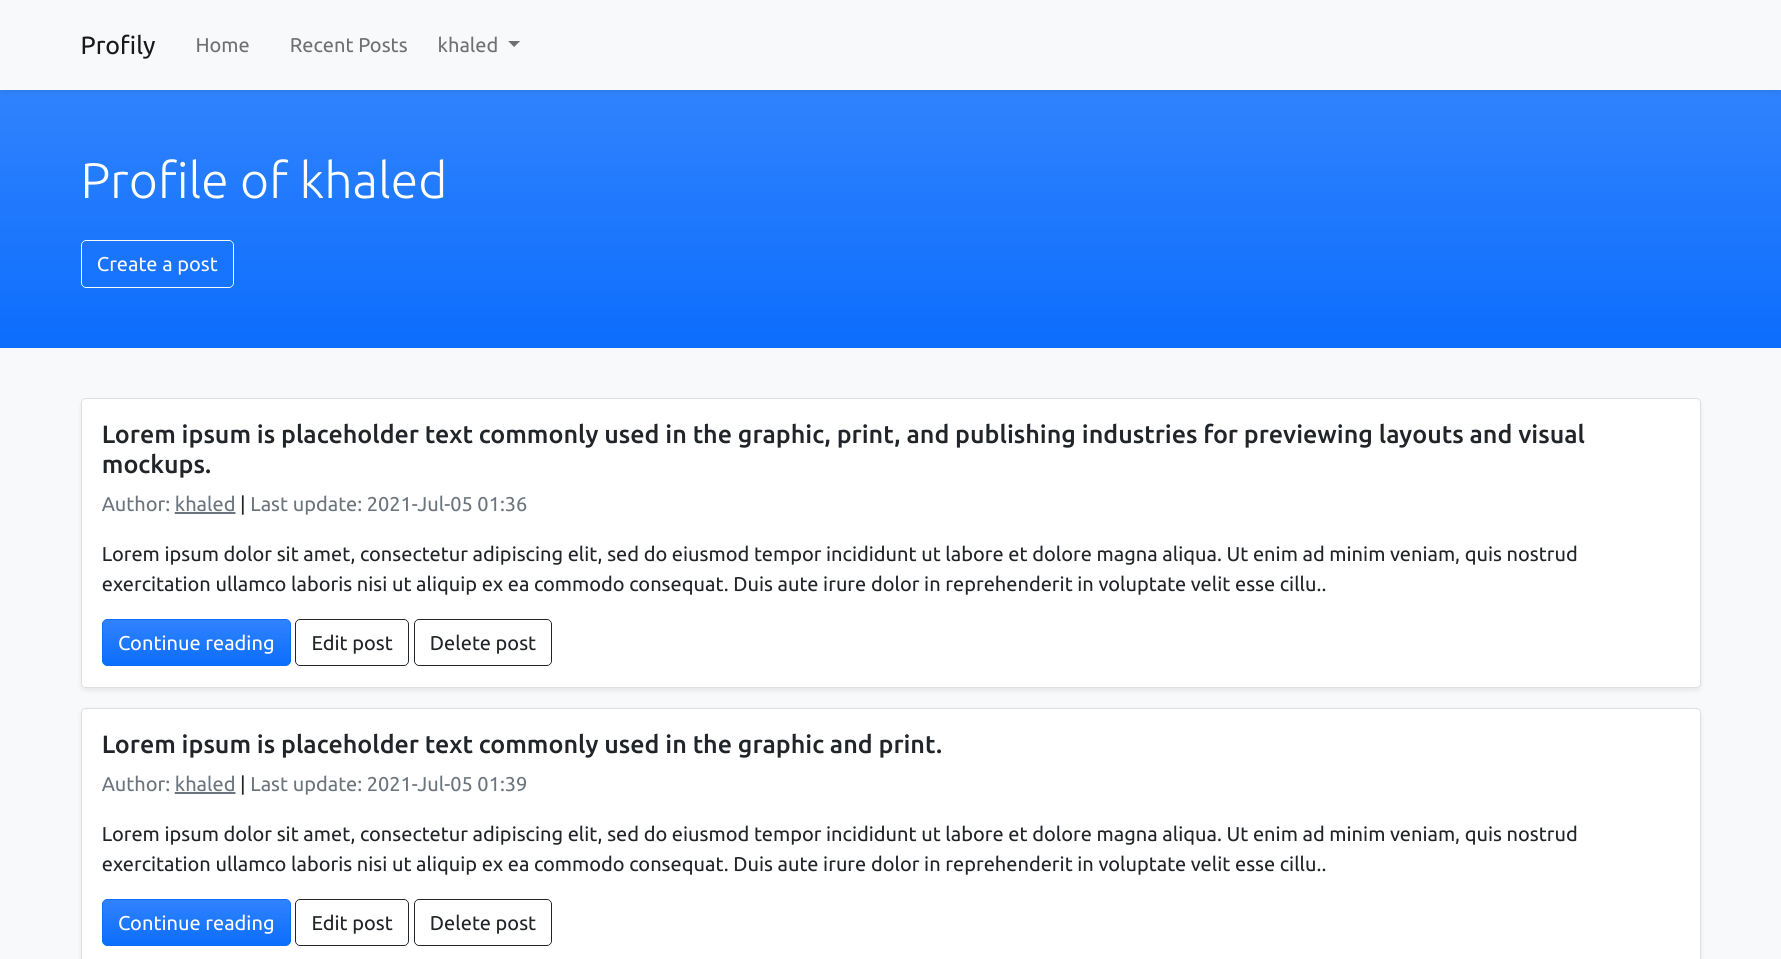 Profily Home Recent Posts khaled
Profile of khaled
Create a post
Lorem ipsum is placeholder text commonly used in the graphic, print, and publishing industries for previewing layouts and visual
mockups.
Author: khaled | Last update: 2021-Jul-05 01:36
Lorem ipsum dolor sit amet, consectetur adipiscing elit, sed do eiusmod tempor incididunt ut labore et dolore magna aliqua. Ut enim ad minim veniam, quis nostrud
exercitation ullamco laboris nisi ut aliquip ex ea commodo consequat. Duis aute irure dolor in reprehenderit in voluptate velit esse cillu..
Continue reading Edit post Delete post
Lorem ipsum is placeholder text commonly used in the graphic and print.
Author: khaled | Last update: 2021-Jul-05 01:39
Lorem ipsum dolor sit amet, consectetur adipiscing elit, sed do eiusmod tempor incididunt ut labore et dolore magna aliqua. Ut enim ad minim veniam, quis nostrud
exercitation ullamco laboris nisi ut aliquip ex ea commodo consequat. Duis aute irure dolor in reprehenderit in voluptate velit esse cillu..
Continue reading Edit post Delete post